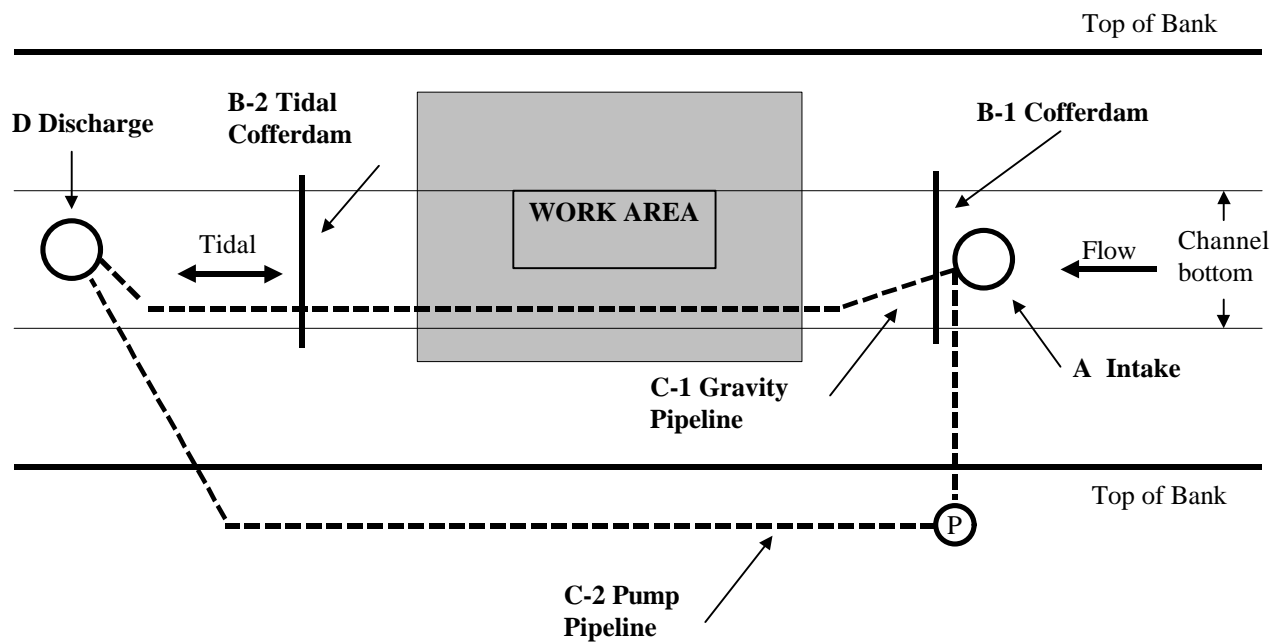 Top of Bank
B-2 Tidal
Cofferdam
D Discharge
B-1 Cofferdam
WORK AREA
Tidal
Flow
Channel
bottom
A Intake
C-1 Gravity
Pipeline
Top of Bank
P
C-2 Pump
Pipeline